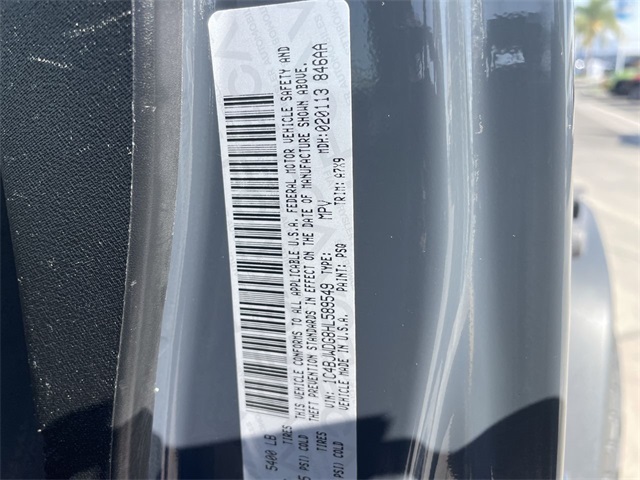 5400 LB
TIRES
5 PSI) COLD
TIRES
PSI) COLD
THIS VEHICLE CONFORMS TO ALL APPLICABLE U.S.A. FEDERAL MOTOR VEHICLE SAFETY AND
THEFT PREVENTION STANDARDS IN EFFECT ON THE DATE OF MANUFACTURE SHOWN ABOVE.
VIN: 1C4BJWDG8HL589549 TYPE: MPV MDH:020113 846AA
VEHICLE MADE IN U.S.A. PAINT: PSQ TRIM: A7X9